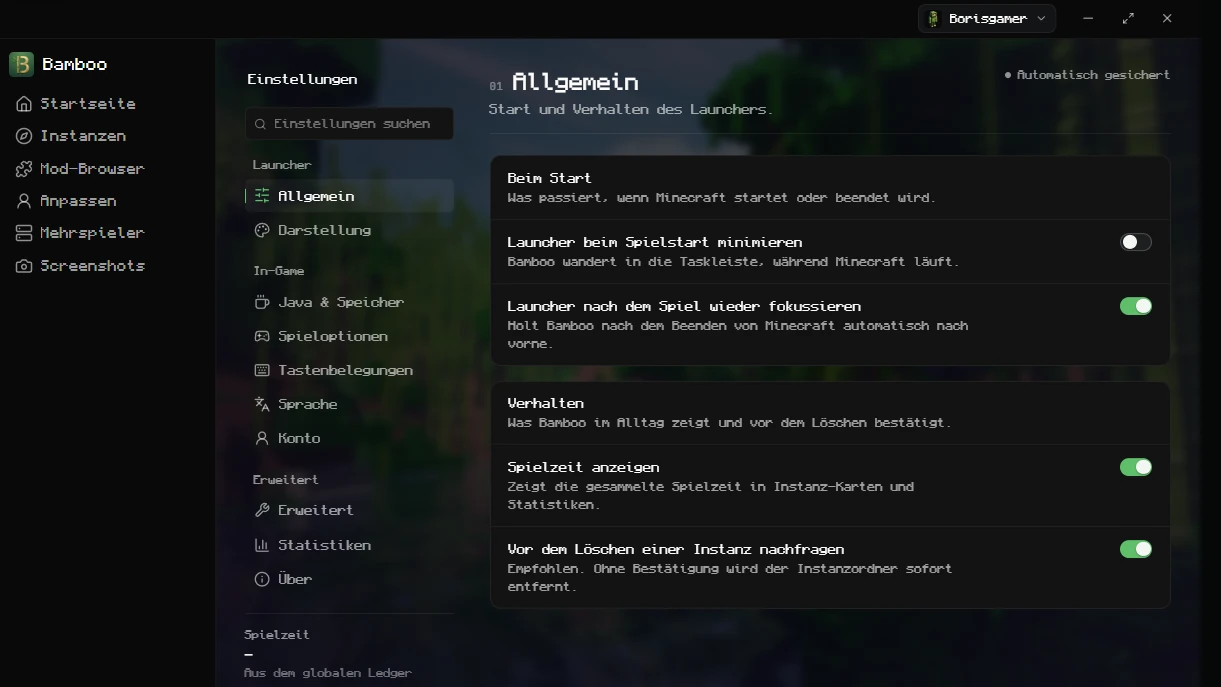 Borisgamer
Bamboo
Startseite
Instanzen
Mod-Browser
Anpassen
Mehrspieler
Screenshots
Einstellungen
Einstellungen suchen
Launcher
Allgemein
Darstellung
In-Game
Java & Speicher
Spieloptionen
Tastenbelegungen
Sprache
Konto
Erweitert
Erweitert
Statistiken
Über
Spielzeit
–
Aus dem globalen Ledger
01 Allgemein
Start und Verhalten des Launchers.
Automatisch gesichert
Beim Start
Was passiert, wenn Minecraft startet oder beendet wird.
Launcher beim Spielstart minimieren
Bamboo wandert in die Taskleiste, während Minecraft läuft.
Launcher nach dem Spiel wieder fokussieren
Holt Bamboo nach dem Beenden von Minecraft automatisch nach
vorne.
Verhalten
Was Bamboo im Alltag zeigt und vor dem Löschen bestätigt.
Spielzeit anzeigen
Zeigt die gesammelte Spielzeit in Instanz-Karten und
Statistiken.
Vor dem Löschen einer Instanz nachfragen
Empfohlen. Ohne Bestätigung wird der Instanzordner sofort
entfernt.